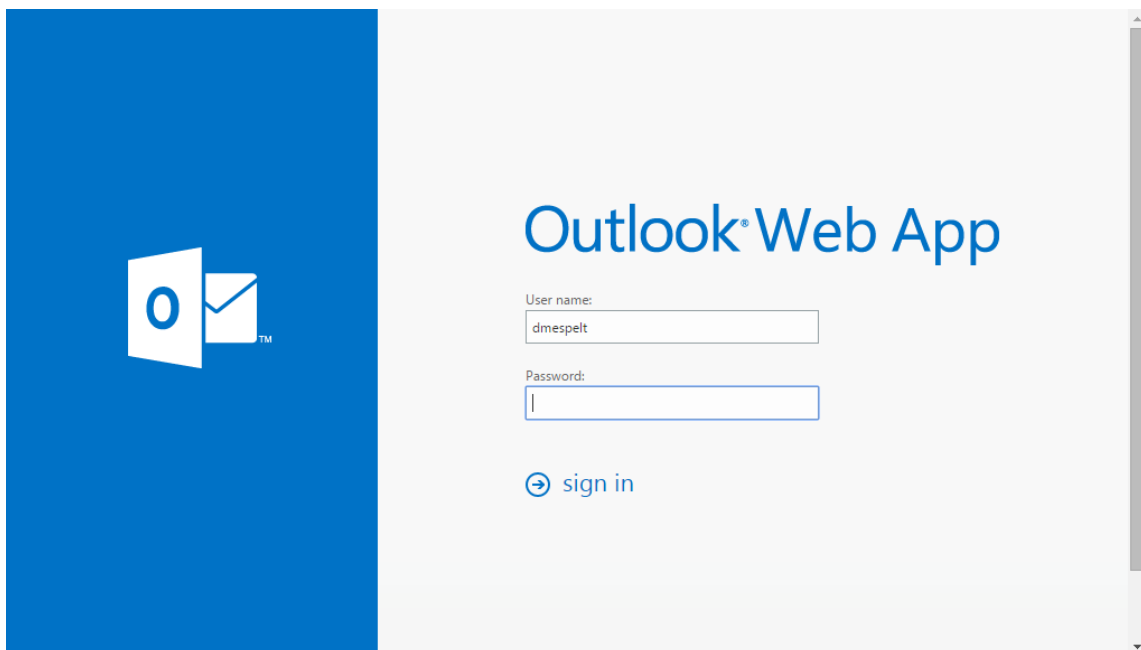 Outlook® Web App
User name:
dmespelt
Password:
sign in
O
TM